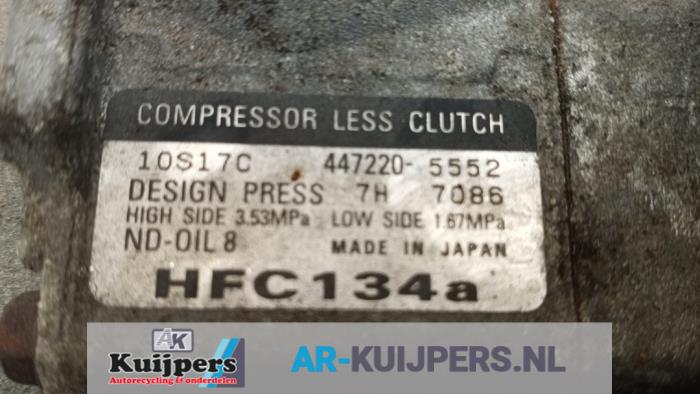 COMPRESSOR LESS CLUTCH
10S17C 447220-5552
DESIGN PRESS 7H 7086
HIGH SIDE 3.53MPa LOW SIDE 1.67MPa
ND-OIL 8 MADE IN JAPAN
HFC134a
AK
Kuijpers
Autorecycling & onderdelen
AR-KUIJPERS.NL